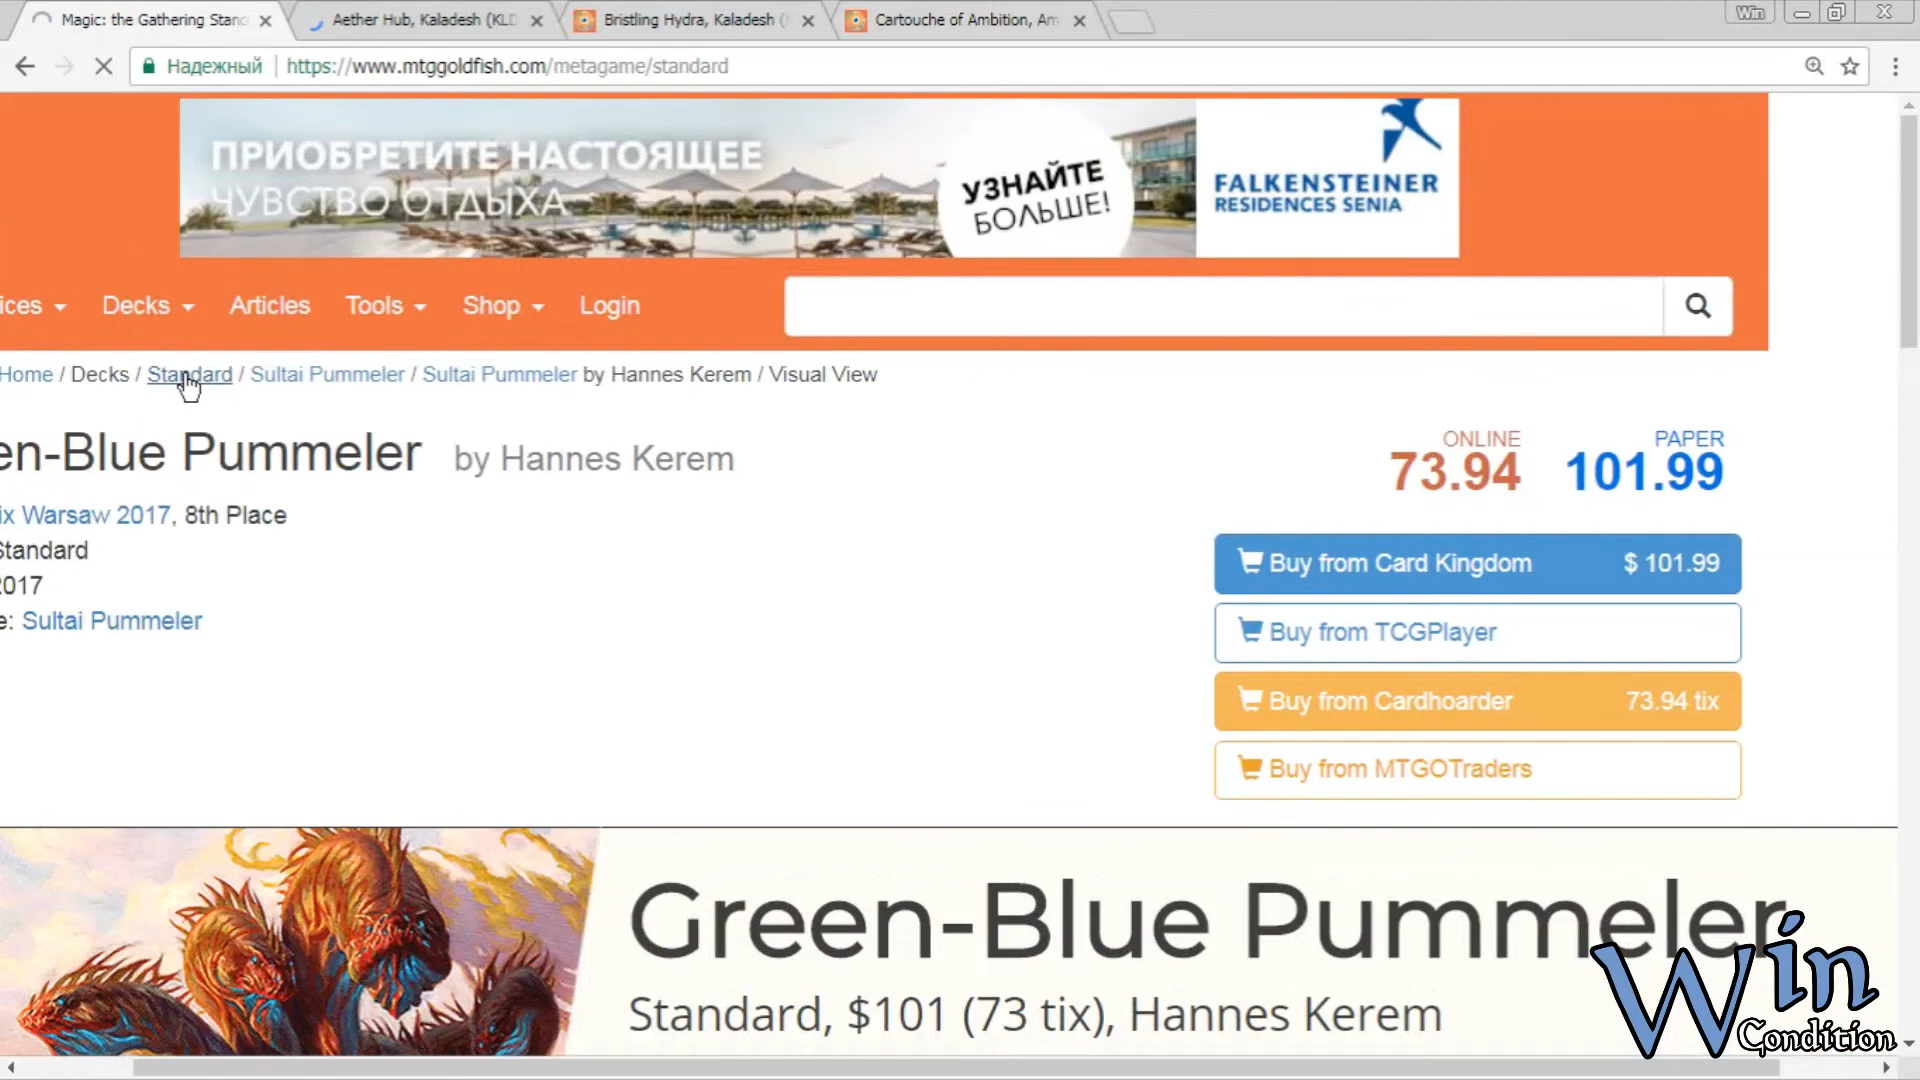 Magic: the Gathering Stand
Aether Hub, Kaladesh (KLD
Bristling Hydra, Kaladesh (
Cartouche of Ambition, Am
Win
Надежный https://www.mtggoldfish.com/metagame/standard
ПРИОБРЕТИТЕ НАСТОЯЩЕЕ
ЧУВСТВО ОТДЫХА
УЗНАЙТЕ
БОЛЬШЕ!
FALKENSTEINER
RESIDENCES SENIA
ices Decks Articles Tools Shop Login
Home / Decks / Standard / Sultai Pummeler / Sultai Pummeler by Hannes Kerem / Visual View
en-Blue Pummeler by Hannes Kerem
ix Warsaw 2017, 8th Place
Standard
2017
e: Sultai Pummeler
ONLINE
73.94
PAPER
101.99
Buy from Card Kingdom $ 101.99
Buy from TCGPlayer
Buy from Cardhoarder 73.94 tix
Buy from MTGOTraders
Green-Blue Pummeler
Standard, $101 (73 tix), Hannes Kerem
Win
Condition